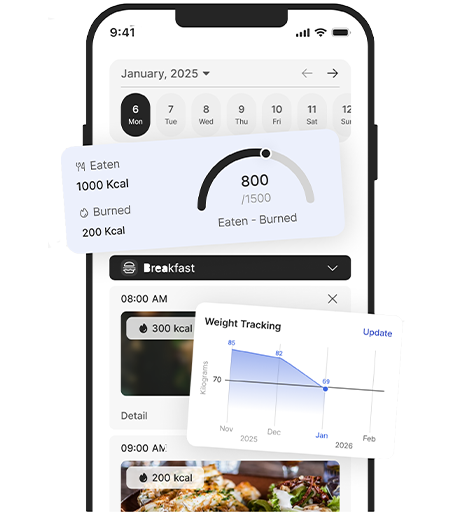 9:41
January, 2025
6 7 8 9 10 11 12
Mon Tue Wed Thu Fri Sat Su
Eaten
1000 Kcal
Burned
200 Kcal
800
/1500
Eaten - Burned
Breakfast
08:00 AM
300 kcal
Detail
Weight Tracking
Update
85
82
69
70
Kilograms
Nov Dec Jan Feb
2025 2026
09:00 AM
200 kcal